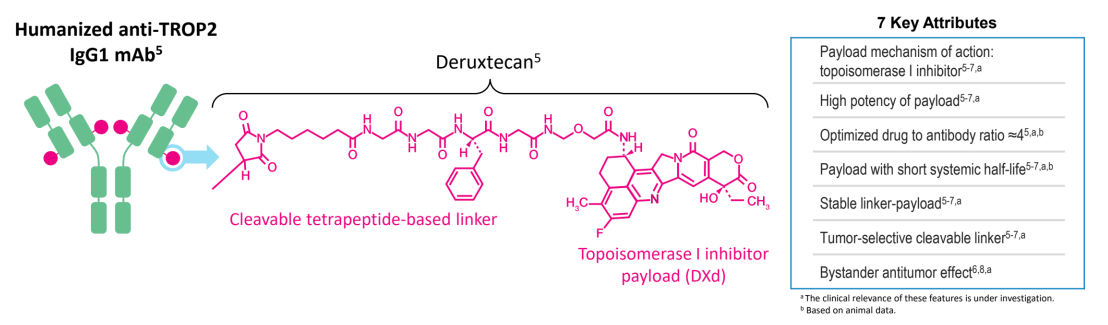 Humanized anti-TROP2
IgG1 mAb5
Deruxtecan5
O
N
O
H
O
H
N
O
N
H
O
H
N
H
O
N
H
O
H
N
O
O
NH
H
O
N
O
O
N
HO
CH3
H3C
F
Cleavable tetrapeptide-based linker
Topoisomerase I inhibitor
payload (DXd)
7 Key Attributes
Payload mechanism of action:
topoisomerase I inhibitor5-7,a
High potency of payload5-7,a
Optimized drug to antibody ratio ≈45,a,b
Payload with short systemic half-life5-7,a,b
Stable linker-payload5-7,a
Tumor-selective cleavable linker5-7,a
Bystander antitumor effect6,8,a
a The clinical relevance of these features is under investigation.
b Based on animal data.